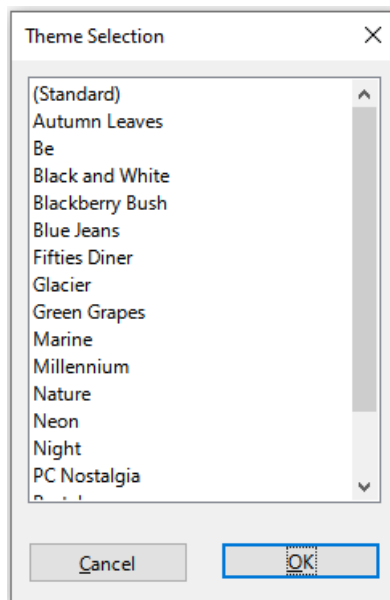 Theme Selection
(Standard)
Autumn Leaves
Be
Black and White
Blackberry Bush
Blue Jeans
Fifties Diner
Glacier
Green Grapes
Marine
Millennium
Nature
Neon
Night
PC Nostalgia
Cancel
OK